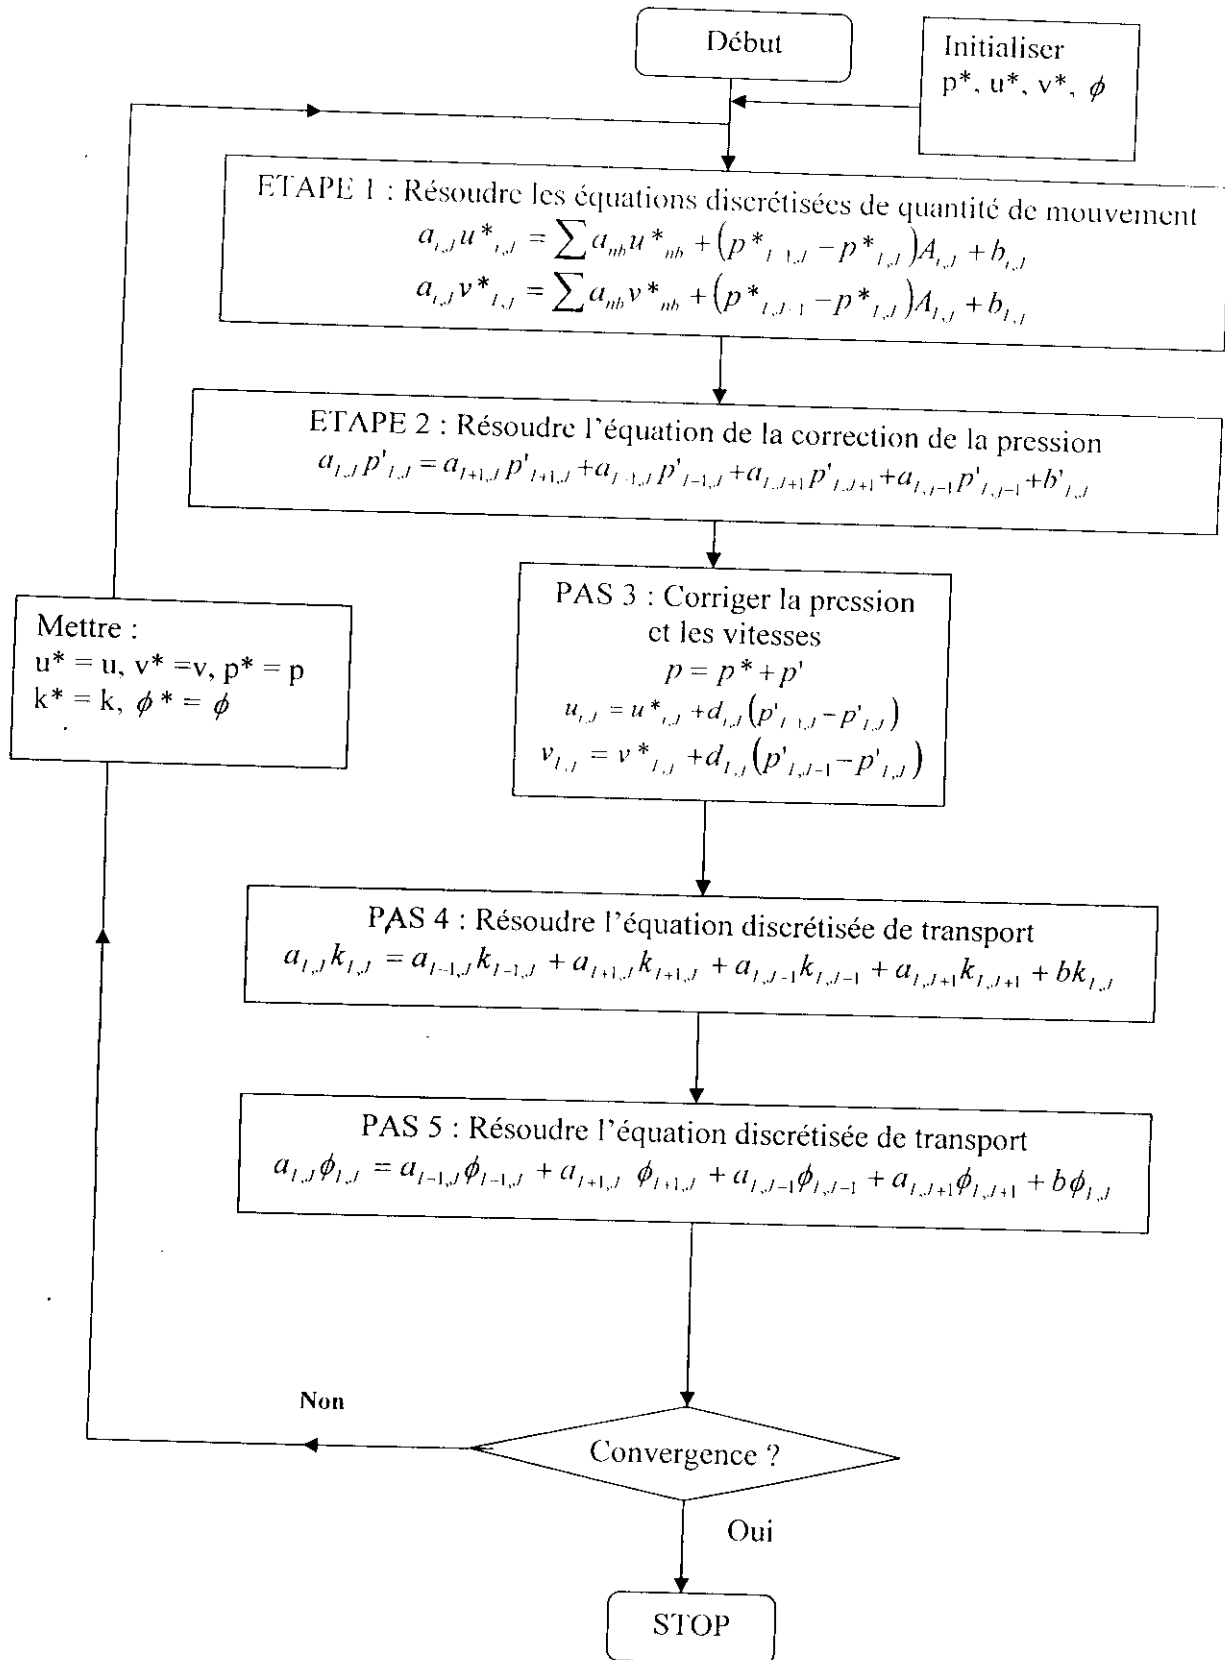 Début
Initialiser
p*, u*, v*, ϕ
ETAPE 1 : Résoudre les équations discrétisées de quantité de mouvement
a_{i,J} u*_{i,J} = ∑ a_{nb} u*_{nb} + (p*_{I-1,J} − p*_{I,J}) A_{i,J} + b_{i,J}
a_{i,J} v*_{I,j} = ∑ a_{nb} v*_{nb} + (p*_{I,J-1} − p*_{I,J}) A_{I,j} + b_{I,j}
ETAPE 2 : Résoudre l'équation de la correction de la pression
a_{I,J} p'_{I,J} = a_{I+1,J} p'_{I+1,J} + a_{I-1,J} p'_{I-1,J} + a_{I,J+1} p'_{I,J+1} + a_{I,J-1} p'_{I,J-1} + b'_{I,J}
PAS 3 : Corriger la pression
et les vitesses
p = p* + p'
u_{i,J} = u*_{i,J} + d_{i,J} (p'_{I-1,J} − p'_{I,J})
v_{I,j} = v*_{I,j} + d_{I,j} (p'_{I,J-1} − p'_{I,J})
Mettre :
u* = u, v* =v, p* = p
k* = k, ϕ* = ϕ
PAS 4 : Résoudre l'équation discrétisée de transport
a_{I,J} k_{I,J} = a_{I-1,J} k_{I-1,J} + a_{I+1,J} k_{I+1,J} + a_{I,J-1} k_{I,J-1} + a_{I,J+1} k_{I,J+1} + bk_{I,J}
PAS 5 : Résoudre l'équation discrétisée de transport
a_{I,J} ϕ_{I,J} = a_{I-1,J} ϕ_{I-1,J} + a_{I+1,J} ϕ_{I+1,J} + a_{I,J-1} ϕ_{I,J-1} + a_{I,J+1} ϕ_{I,J+1} + bϕ_{I,J}
Non
Convergence ?
Oui
STOP